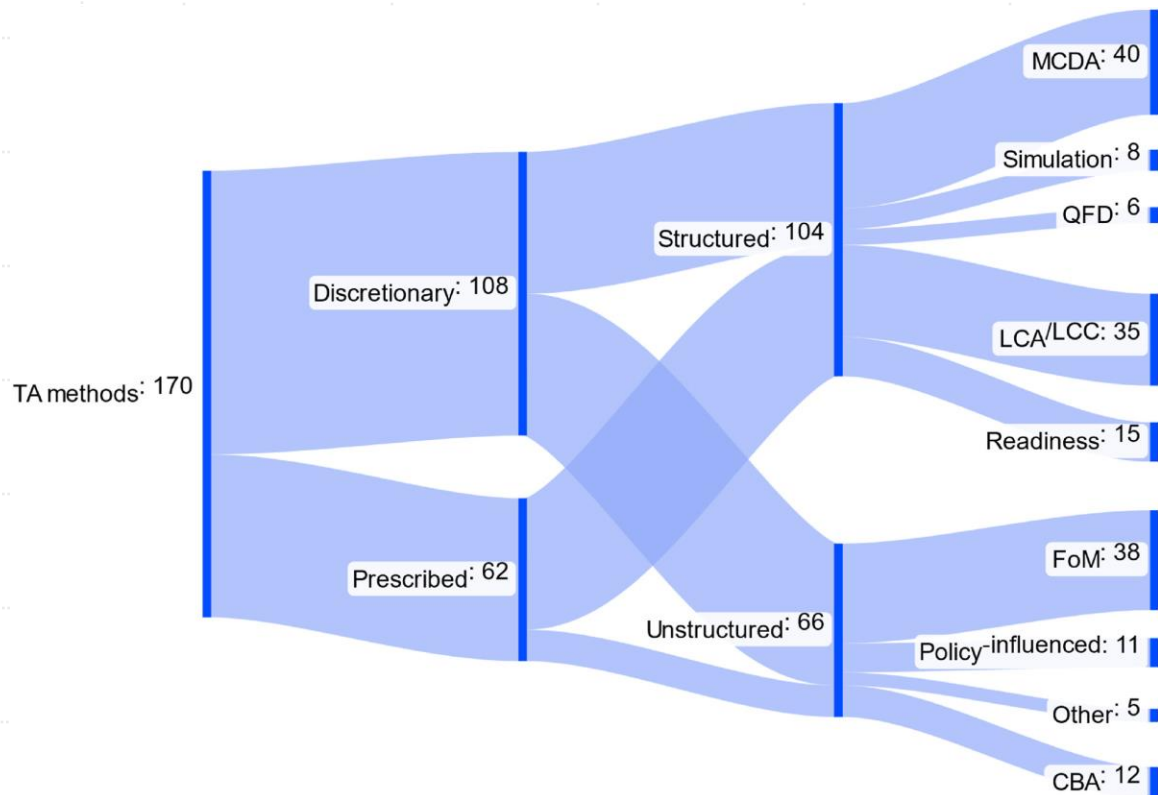 TA methods: 170
Discretionary: 108
Prescribed: 62
Structured: 104
Unstructured: 66
MCDA: 40
Simulation: 8
QFD: 6
LCA/LCC: 35
Readiness: 15
FoM: 38
Policy-influenced: 11
Other: 5
CBA: 12